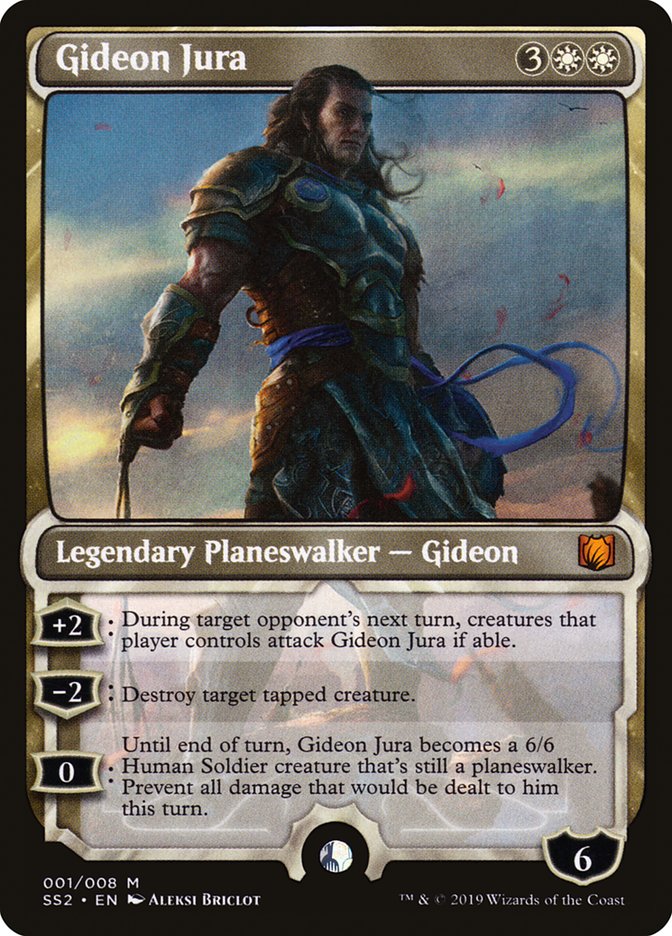 Gideon Jura 3
Legendary Planeswalker — Gideon
+2 : During target opponent's next turn, creatures that
player controls attack Gideon Jura if able.
−2 : Destroy target tapped creature.
Until end of turn, Gideon Jura becomes a 6/6
0 : Human Soldier creature that's still a planeswalker.
Prevent all damage that would be dealt to him
this turn.
6
001/008 M
SS2 • EN Aleksi Briclot
™ & © 2019 Wizards of the Coast